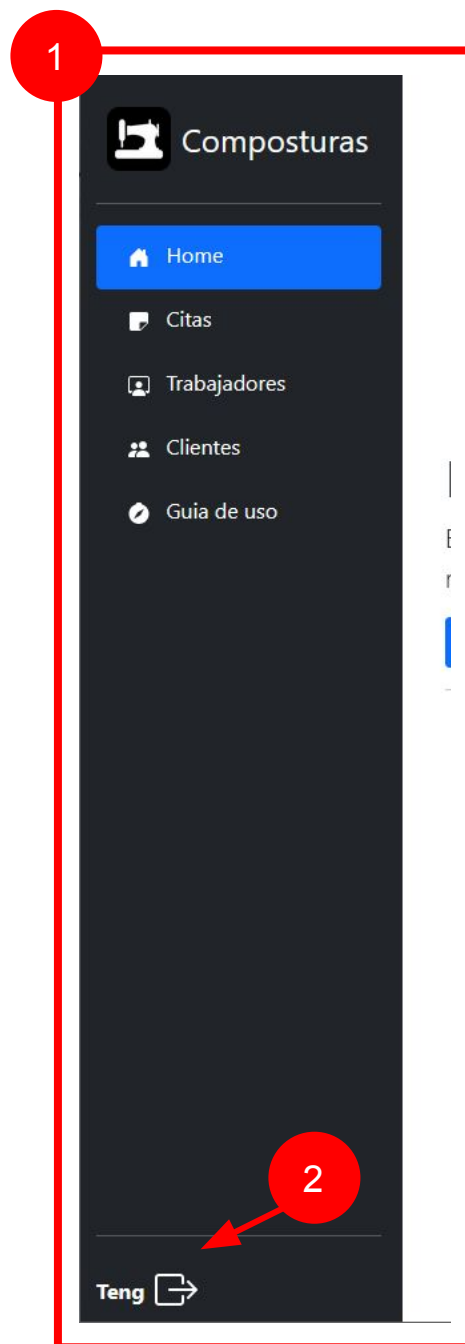 1
Composturas
Home
Citas
Trabajadores
Clientes
Guia de uso
2
Teng